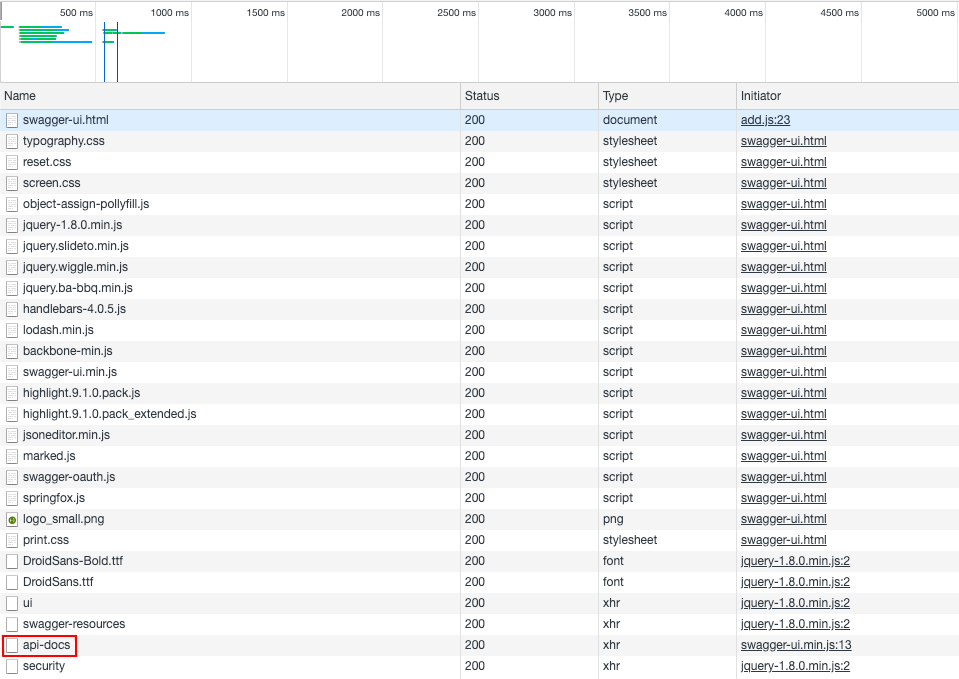 500 ms 1000 ms 1500 ms 2000 ms 2500 ms 3000 ms 3500 ms 4000 ms 4500 ms 5000 ms
Name Status Type Initiator
swagger-ui.html 200 document add.js:23
typography.css 200 stylesheet swagger-ui.html
reset.css 200 stylesheet swagger-ui.html
screen.css 200 stylesheet swagger-ui.html
object-assign-pollyfill.js 200 script swagger-ui.html
jquery-1.8.0.min.js 200 script swagger-ui.html
jquery.slideto.min.js 200 script swagger-ui.html
jquery.wiggle.min.js 200 script swagger-ui.html
jquery.ba-bbq.min.js 200 script swagger-ui.html
handlebars-4.0.5.js 200 script swagger-ui.html
lodash.min.js 200 script swagger-ui.html
backbone-min.js 200 script swagger-ui.html
swagger-ui.min.js 200 script swagger-ui.html
highlight.9.1.0.pack.js 200 script swagger-ui.html
highlight.9.1.0.pack_extended.js 200 script swagger-ui.html
jsoneditor.min.js 200 script swagger-ui.html
marked.js 200 script swagger-ui.html
swagger-oauth.js 200 script swagger-ui.html
springfox.js 200 script swagger-ui.html
logo_small.png 200 png swagger-ui.html
print.css 200 stylesheet swagger-ui.html
DroidSans-Bold.ttf 200 font jquery-1.8.0.min.js:2
DroidSans.ttf 200 font jquery-1.8.0.min.js:2
ui 200 xhr jquery-1.8.0.min.js:2
swagger-resources 200 xhr jquery-1.8.0.min.js:2
api-docs 200 xhr swagger-ui.min.js:13
security 200 xhr jquery-1.8.0.min.js:2